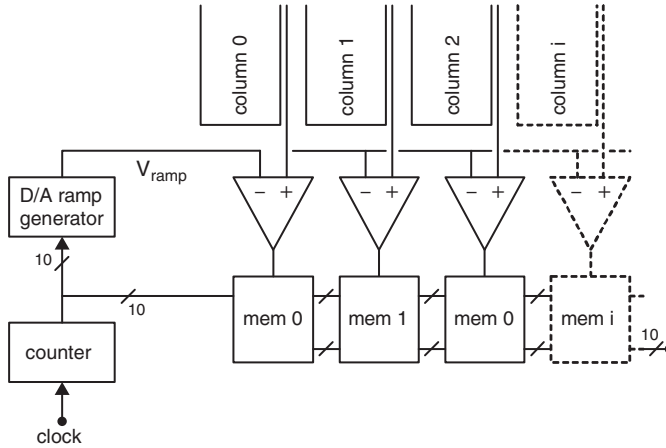 column 0
column 1
column 2
column i
V_ramp
D/A ramp
generator
− +
− +
− +
− +
10
10
mem 0
mem 1
mem 0
mem i
10
counter
clock